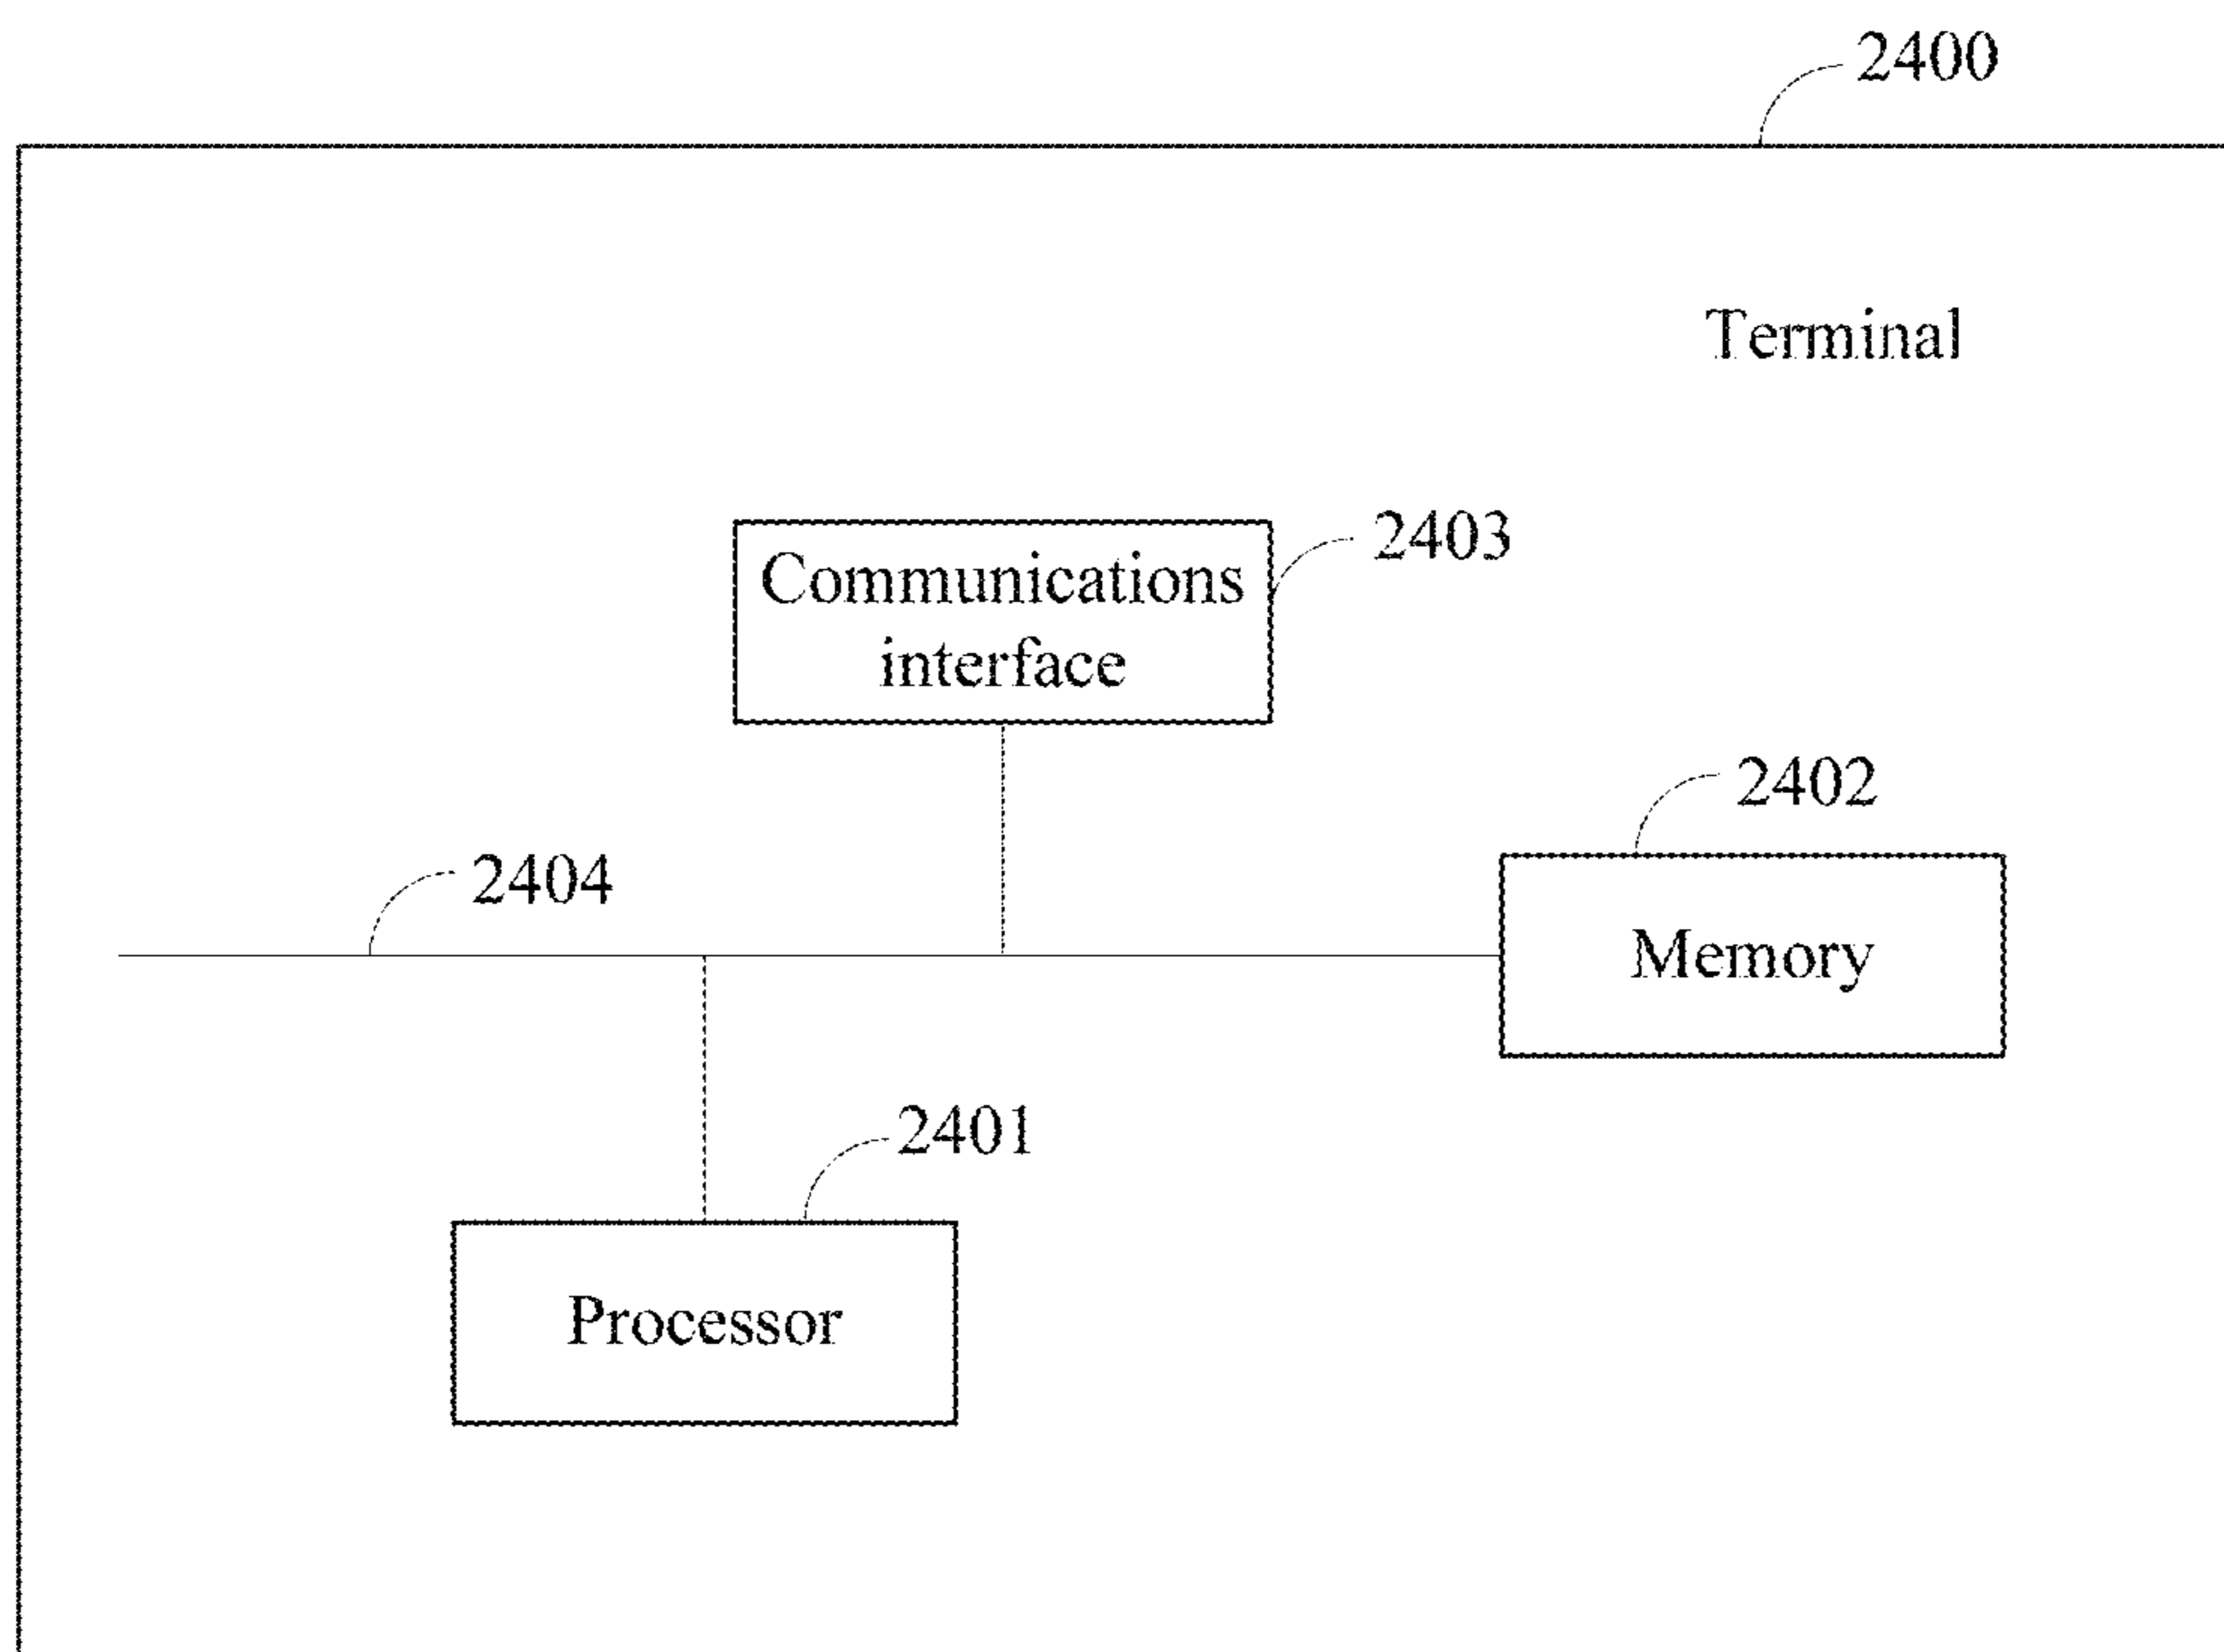 2400
Terminal
2403
Communications
interface
2402
2404
Memory
2401
Processor